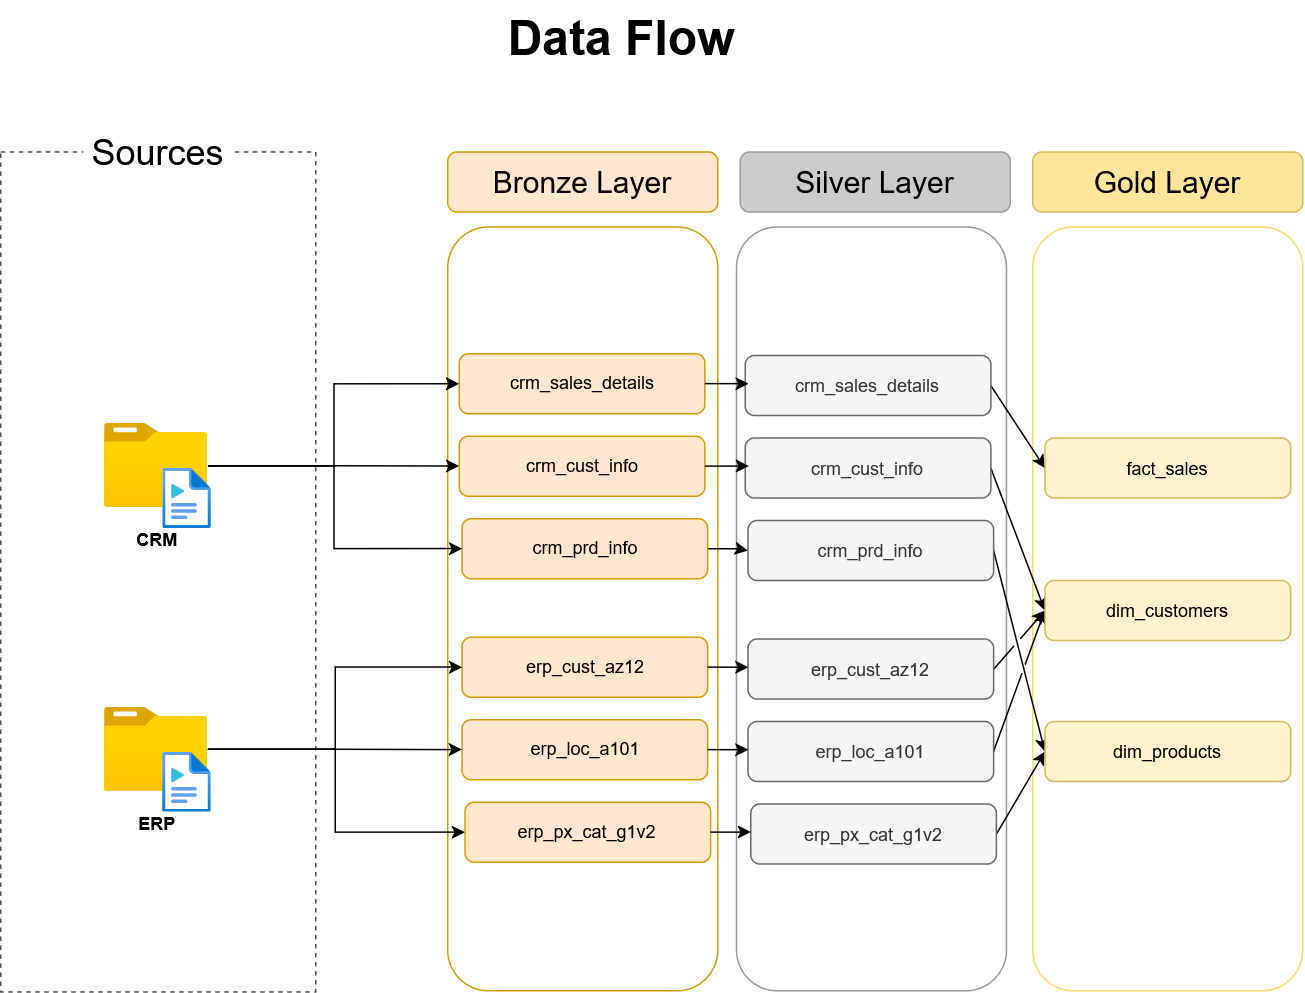 Data Flow
Sources
Bronze Layer
Silver Layer
Gold Layer
crm_sales_details
crm_sales_details
crm_cust_info
crm_cust_info
fact_sales
CRM
crm_prd_info
crm_prd_info
dim_customers
erp_cust_az12
erp_cust_az12
erp_loc_a101
erp_loc_a101
dim_products
ERP
erp_px_cat_g1v2
erp_px_cat_g1v2